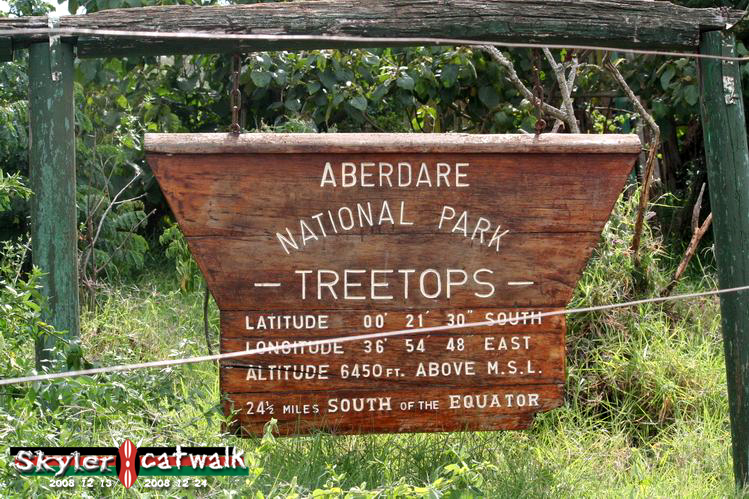 ABERDARE
NATIONAL PARK
- TREETOPS -
LATITUDE 00' 21' 30" SOUTH
LONGITUDE 36' 54 48 EAST
ALTITUDE 6450 FT. ABOVE M.S.L.
24½ MILES SOUTH OF THE EQUATOR
Skyler catwalk
2008 12 13 2008 12 24